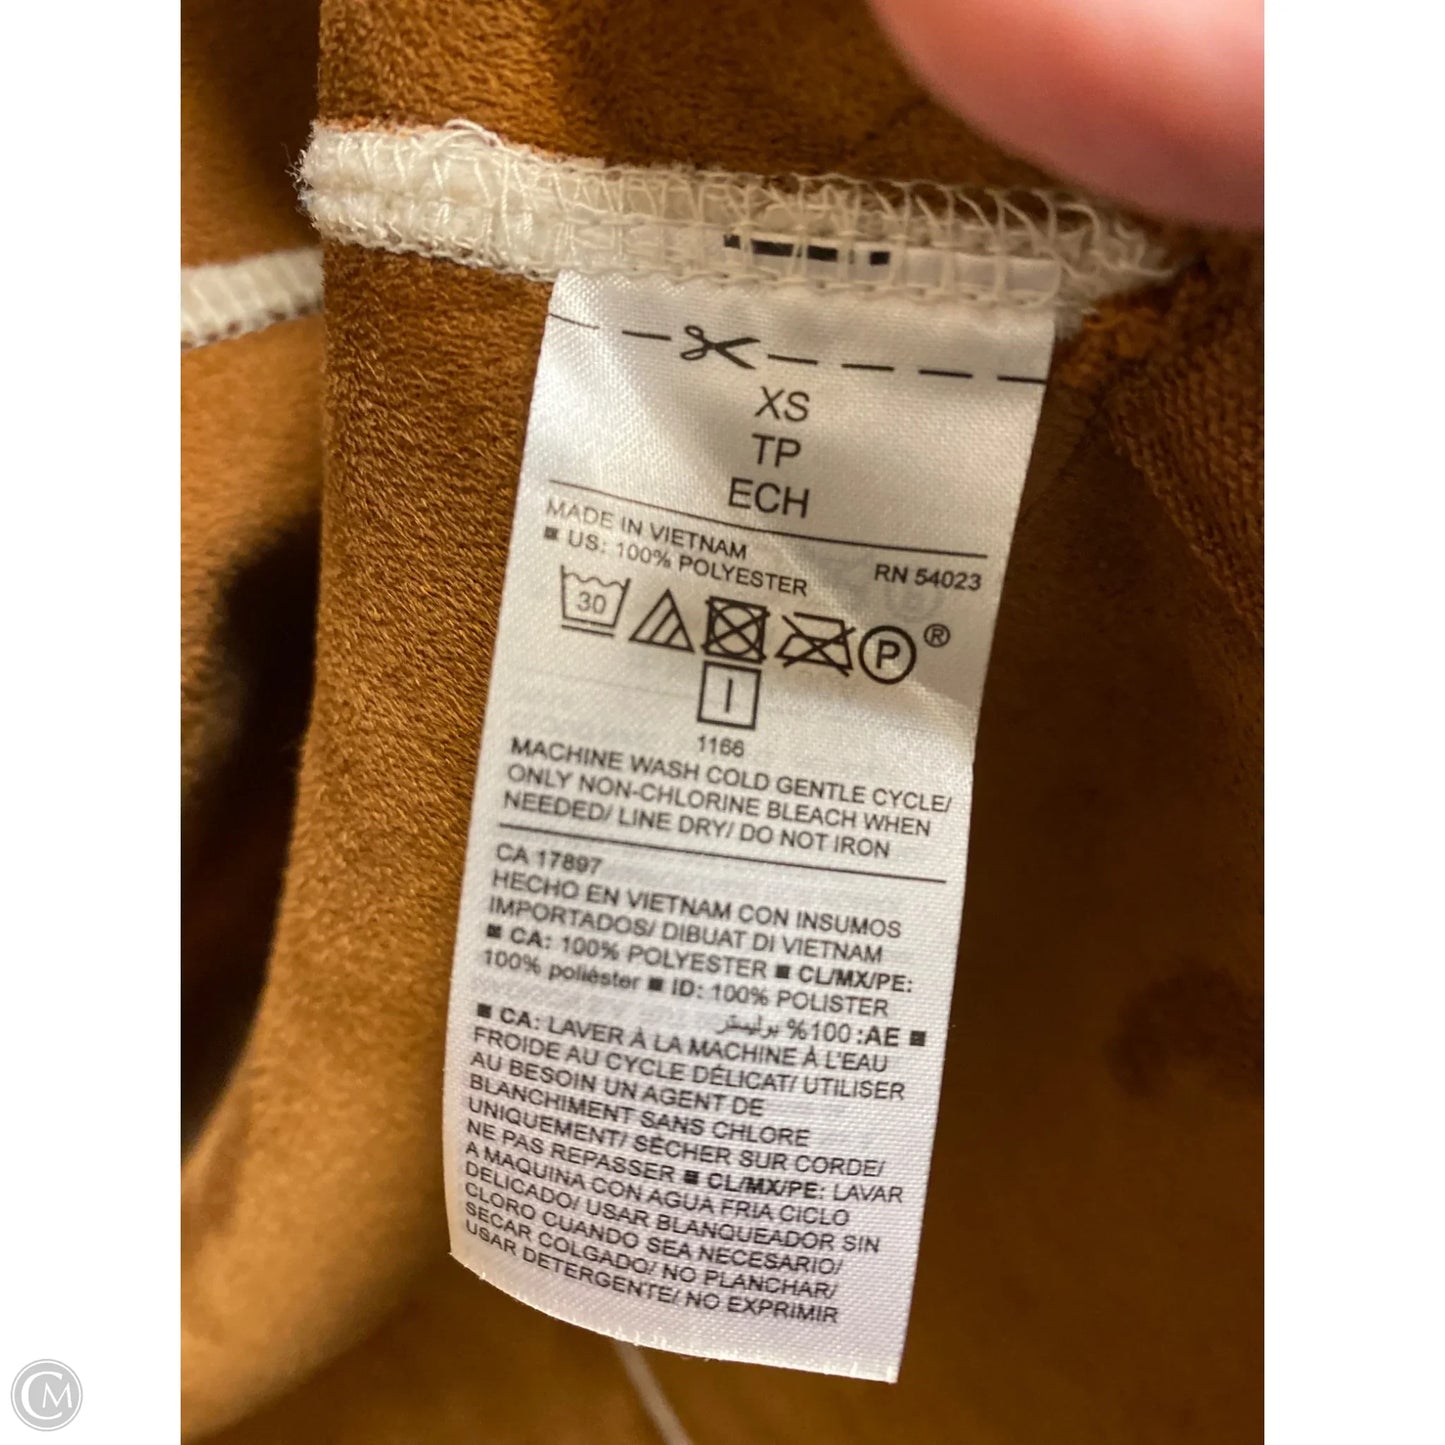 XS
TP
ECH
MADE IN VIETNAM
■ US: 100% POLYESTER
RN 54023
30
P ®
1166
MACHINE WASH COLD GENTLE CYCLE/
ONLY NON-CHLORINE BLEACH WHEN
NEEDED/ LINE DRY/ DO NOT IRON
CA 17897
HECHO EN VIETNAM CON INSUMOS
IMPORTADOS/ DIBUAT DI VIETNAM
■ CA: 100% POLYESTER ■ CL/MX/PE:
100% poliéster ■ ID: 100% POLISTER
■ AE: 100% بوليستر
■ CA: LAVER À LA MACHINE À L'EAU
FROIDE AU CYCLE DÉLICAT/ UTILISER
AU BESOIN UN AGENT DE
BLANCHIMENT SANS CHLORE
UNIQUEMENT/ SÉCHER SUR CORDE/
NE PAS REPASSER ■ CL/MX/PE: LAVAR
A MAQUINA CON AGUA FRIA CICLO
DELICADO/ USAR BLANQUEADOR SIN
CLORO CUANDO SEA NECESARIO/
SECAR COLGADO/ NO PLANCHAR/
USAR DETERGENTE/ NO EXPRIMIR
CM